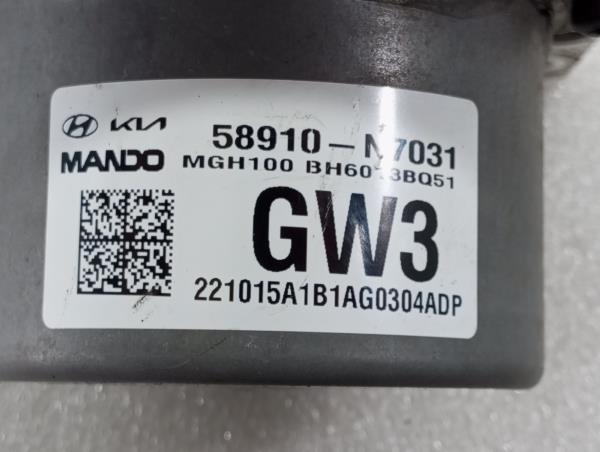 KIA 58910-N7031
MANDO MGH100
GW3
221015A1B1AG0304ADP